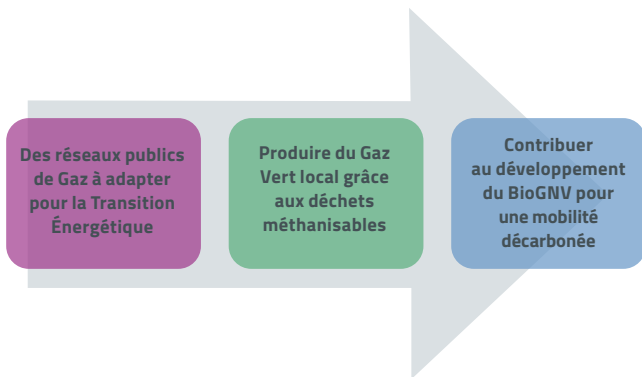 Des réseaux publics
de Gaz à adapter
pour la Transition
Énergétique
Produire du Gaz
Vert local grâce
aux déchets
méthanisables
Contribuer
au développement
du BioGNV pour
une mobilité
décarbonée